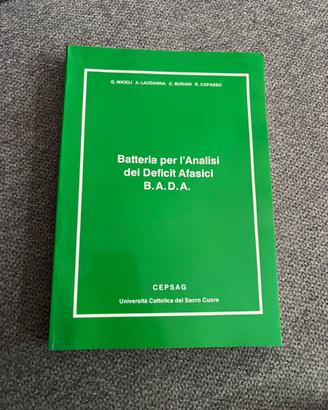 G. MICELI A. LAUDANNA C. BURANI R. CAPASSO
Batteria per l'Analisi
dei Deficit Afasici
B.A.D.A.
CEPSAG
Università Cattolica del Sacro Cuore